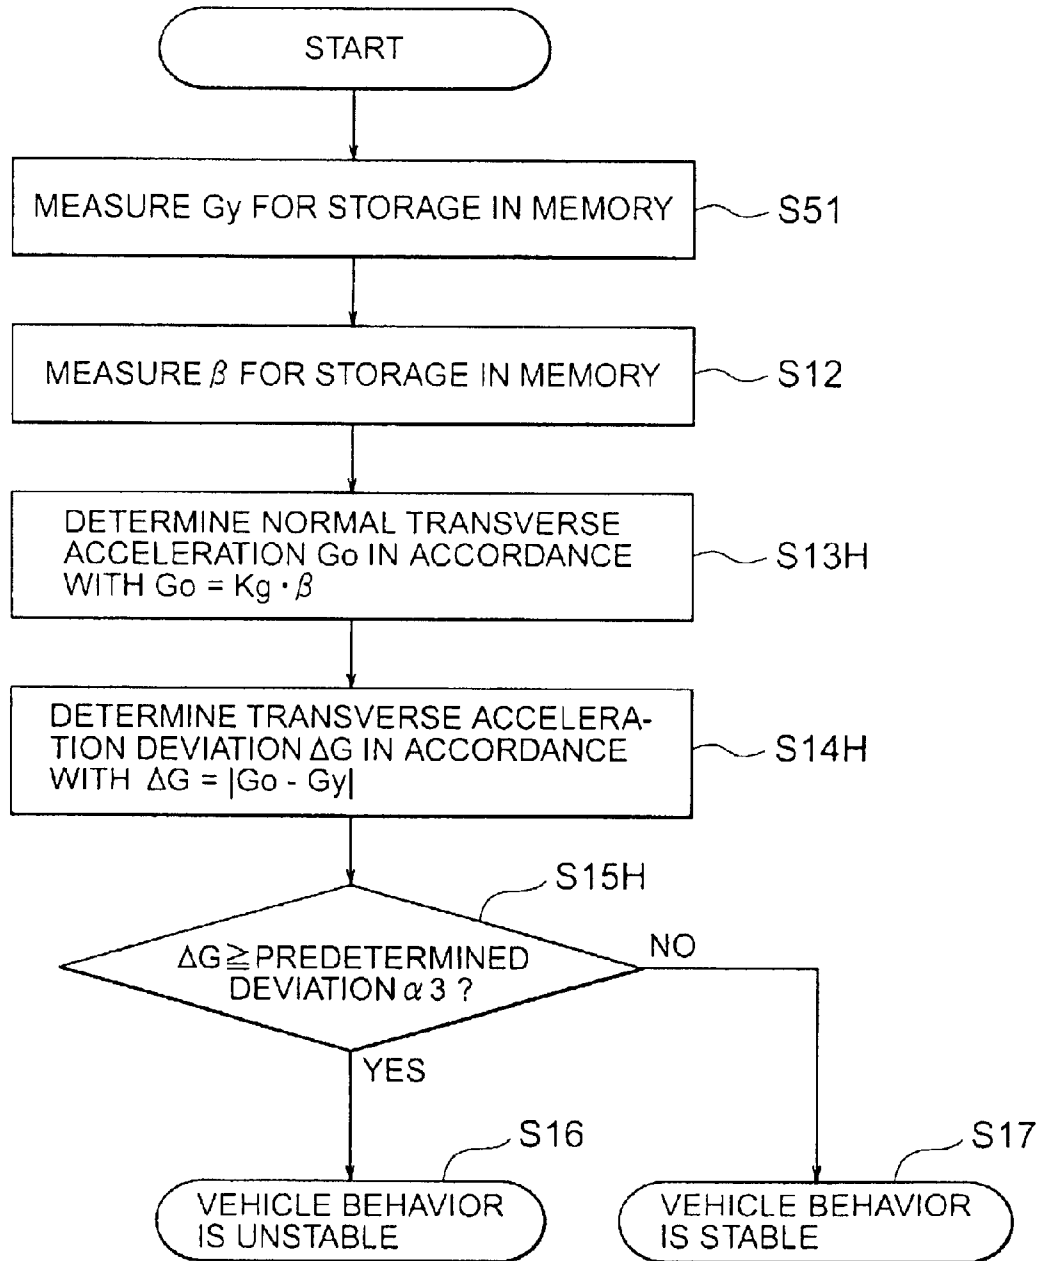 START
MEASURE Gy FOR STORAGE IN MEMORY
S51
MEASURE β FOR STORAGE IN MEMORY
S12
DETERMINE NORMAL TRANSVERSE
ACCELERATION Go IN ACCORDANCE
WITH Go = Kg · β
S13H
DETERMINE TRANSVERSE ACCELERA-
TION DEVIATION ΔG IN ACCORDANCE
WITH ΔG = |Go - Gy|
S14H
S15H
ΔG ≧ PREDETERMINED
DEVIATION α3 ?
NO
YES
S16
VEHICLE BEHAVIOR
IS UNSTABLE
S17
VEHICLE BEHAVIOR
IS STABLE